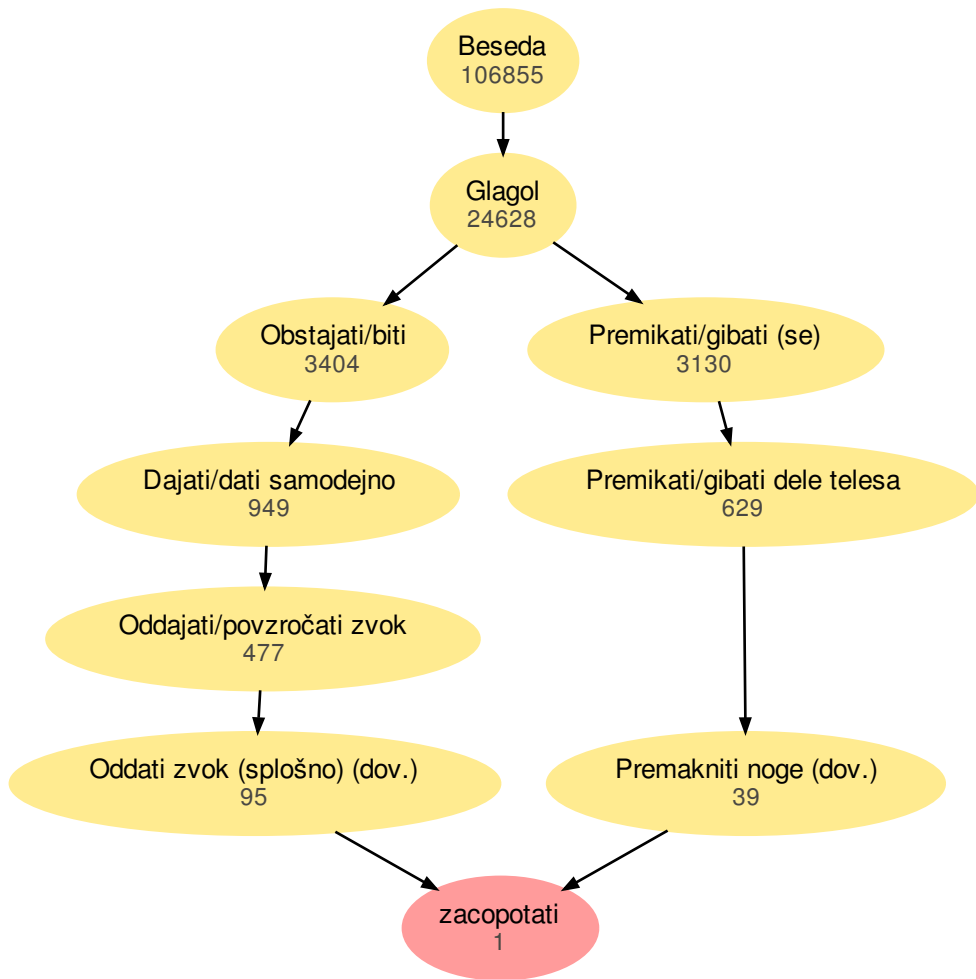 Beseda
106855
Glagol
24628
Obstajati/biti
3404
Premikati/gibati (se)
3130
Dajati/dati samodejno
949
Premikati/gibati dele telesa
629
Oddajati/povzročati zvok
477
Oddati zvok (splošno) (dov.)
95
Premakniti noge (dov.)
39
zacopotati
1